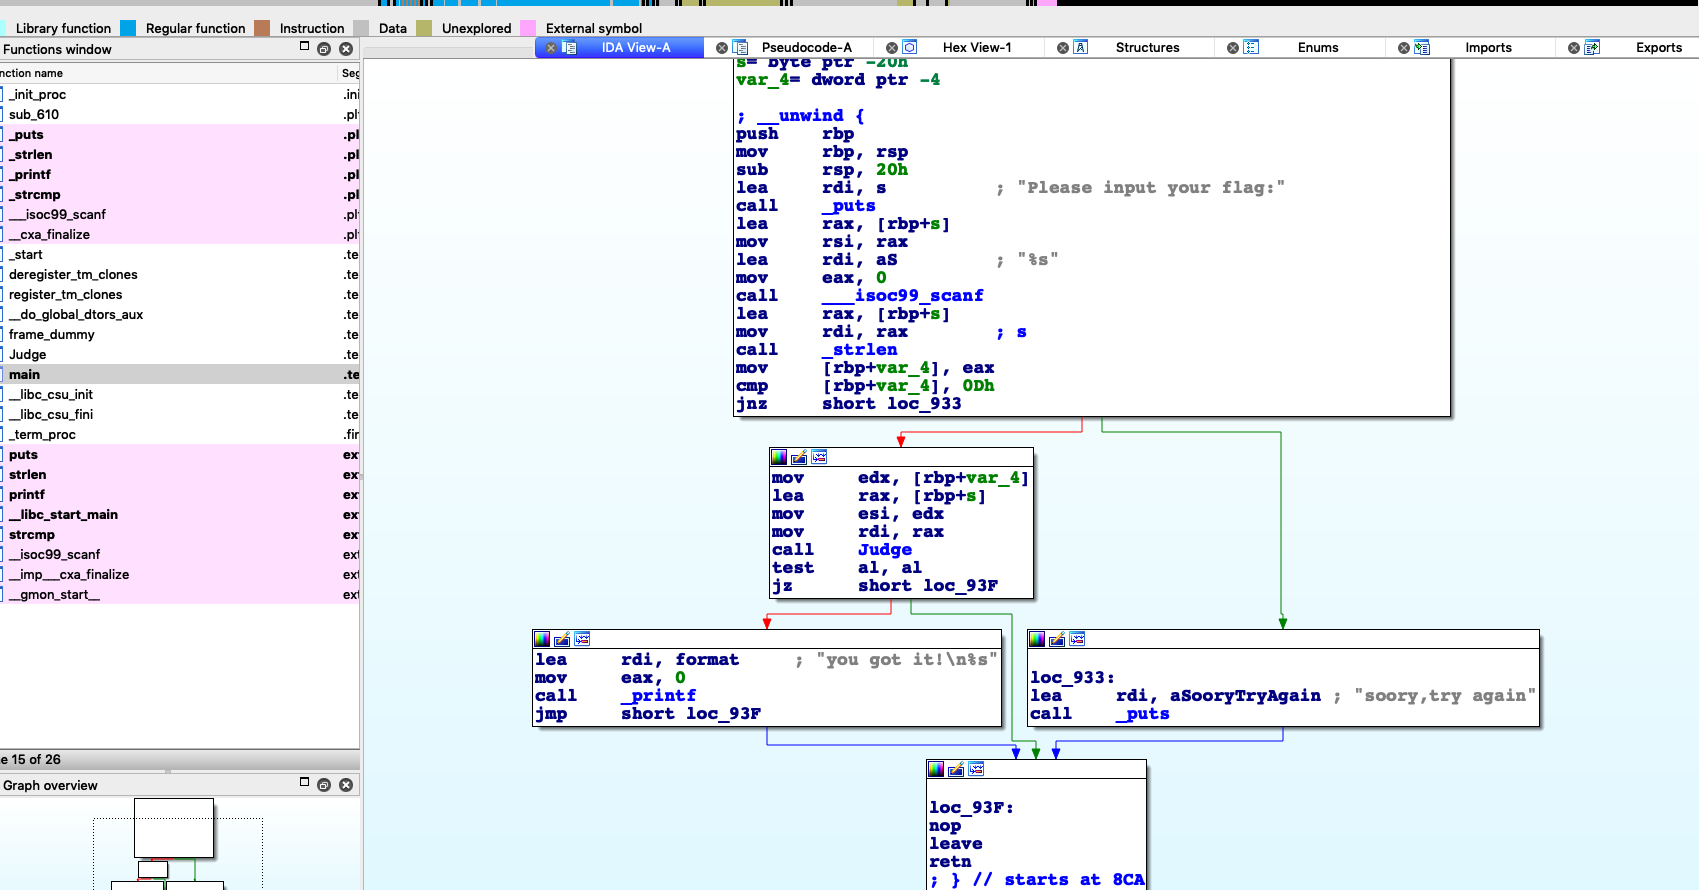 Library function Regular function Instruction Data Unexplored External symbol
Functions window
IDA View-A Pseudocode-A Hex View-1 Structures Enums Imports Exports
nction name Seg
_init_proc .ini
sub_610 .pl
_puts .pl
_strlen .pl
_printf .pl
_strcmp .pl
___isoc99_scanf .pl
__cxa_finalize .pl
_start .te
deregister_tm_clones .te
register_tm_clones .te
__do_global_dtors_aux .te
frame_dummy .te
Judge .te
main .te
__libc_csu_init .te
__libc_csu_fini .te
_term_proc .fin
puts ext
strlen ext
printf ext
__libc_start_main ext
strcmp ext
__isoc99_scanf ext
__imp___cxa_finalize ext
__gmon_start__ ext
e 15 of 26
Graph overview
s= byte ptr -20h
var_4= dword ptr -4
; __unwind {
push rbp
mov rbp, rsp
sub rsp, 20h
lea rdi, s ; "Please input your flag:"
call _puts
lea rax, [rbp+s]
mov rsi, rax
lea rdi, aS ; "%s"
mov eax, 0
call ___isoc99_scanf
lea rax, [rbp+s]
mov rdi, rax ; s
call _strlen
mov [rbp+var_4], eax
cmp [rbp+var_4], 0Dh
jnz short loc_933
mov edx, [rbp+var_4]
lea rax, [rbp+s]
mov esi, edx
mov rdi, rax
call Judge
test al, al
jz short loc_93F
lea rdi, format ; "you got it!\n%s"
mov eax, 0
call _printf
jmp short loc_93F
loc_933:
lea rdi, aSooryTryAgain ; "soory,try again"
call _puts
loc_93F:
nop
leave
retn
; } // starts at 8CA